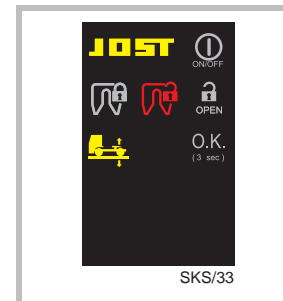 JOST
ON/OFF
OPEN
O.K.
(3 sec)
SKS/33